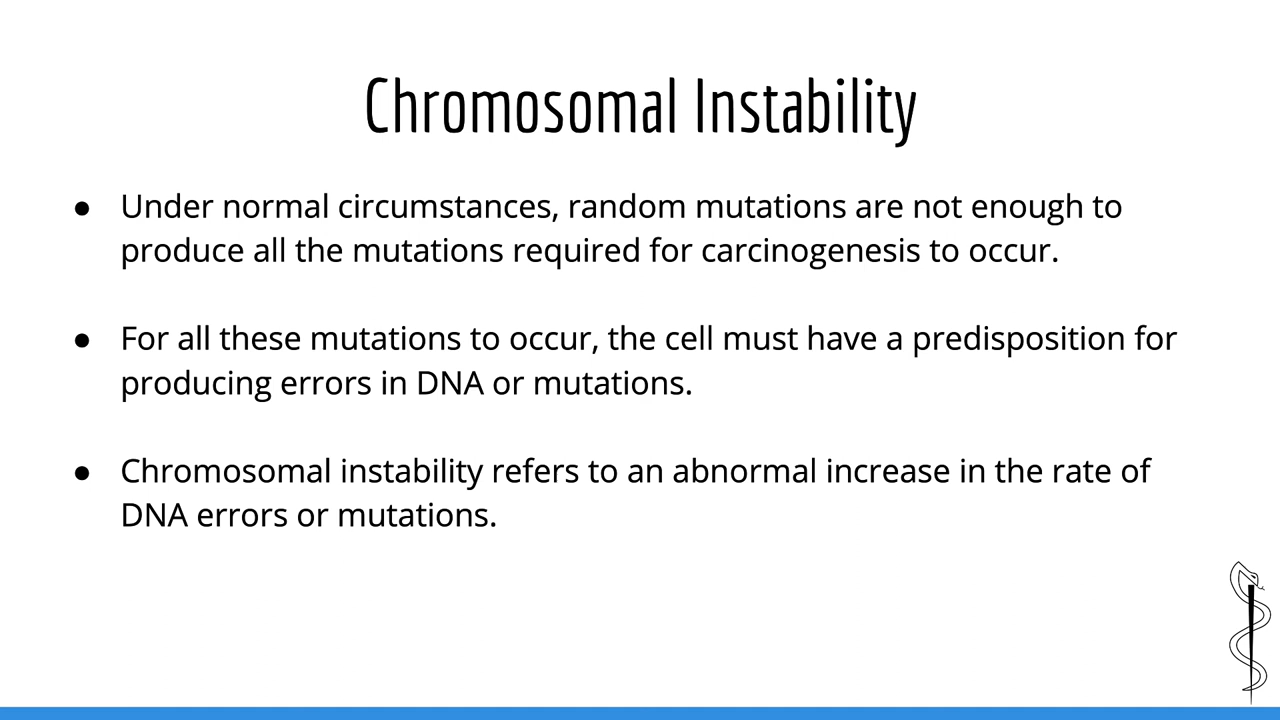 Chromosomal Instability
● Under normal circumstances, random mutations are not enough to
produce all the mutations required for carcinogenesis to occur.
● For all these mutations to occur, the cell must have a predisposition for
producing errors in DNA or mutations.
● Chromosomal instability refers to an abnormal increase in the rate of
DNA errors or mutations.